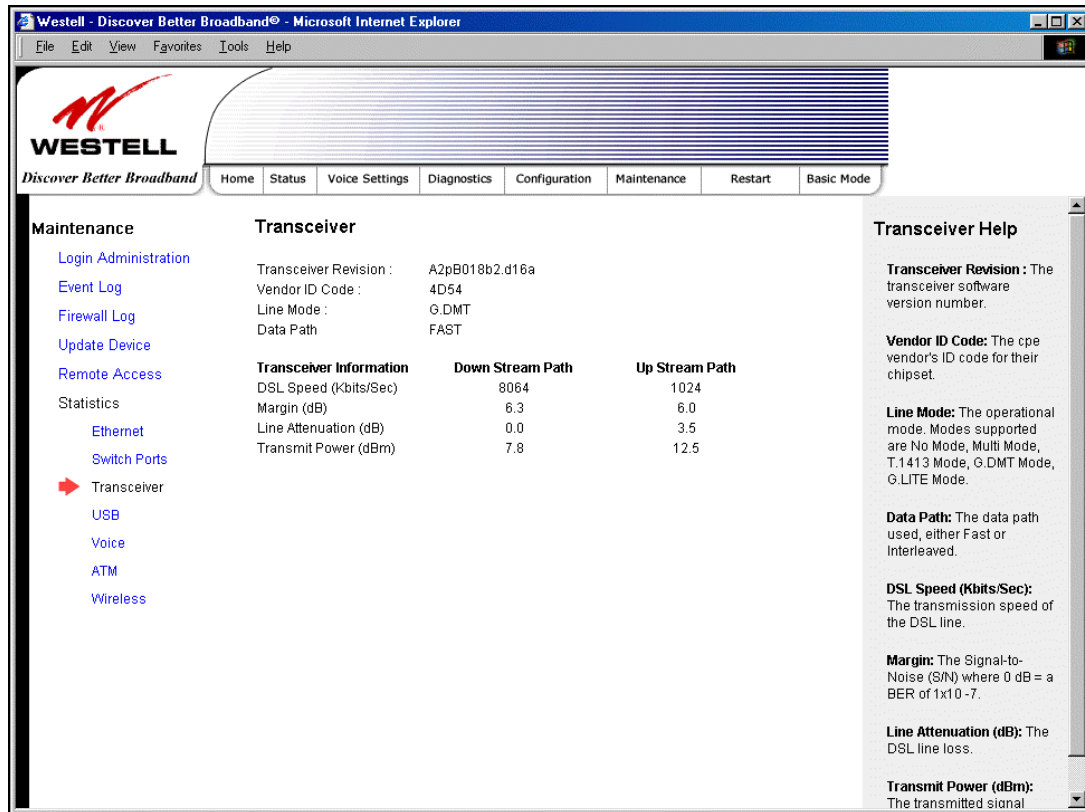 Westell - Discover Better Broadband® - Microsoft Internet Explorer
File Edit View Favorites Tools Help
WESTELL
Discover Better Broadband
Home Status Voice Settings Diagnostics Configuration Maintenance Restart Basic Mode
Maintenance
Login Administration
Event Log
Firewall Log
Update Device
Remote Access
Statistics
Ethernet
Switch Ports
Transceiver
USB
Voice
ATM
Wireless
Transceiver
Transceiver Revision : A2pB018b2.d16a
Vendor ID Code : 4D54
Line Mode : G.DMT
Data Path FAST
Transceiver Information Down Stream Path Up Stream Path
DSL Speed (Kbits/Sec) 8064 1024
Margin (dB) 6.3 6.0
Line Attenuation (dB) 0.0 3.5
Transmit Power (dBm) 7.8 12.5
Transceiver Help
Transceiver Revision : The
transceiver software
version number.
Vendor ID Code: The cpe
vendor's ID code for their
chipset.
Line Mode: The operational
mode. Modes supported
are No Mode, Multi Mode,
T.1413 Mode, G.DMT Mode,
G.LITE Mode.
Data Path: The data path
used, either Fast or
Interleaved.
DSL Speed (Kbits/Sec):
The transmission speed of
the DSL line.
Margin: The Signal-to-
Noise (S/N) where 0 dB = a
BER of 1x10 -7.
Line Attenuation (dB): The
DSL line loss.
Transmit Power (dBm):
The transmitted signal